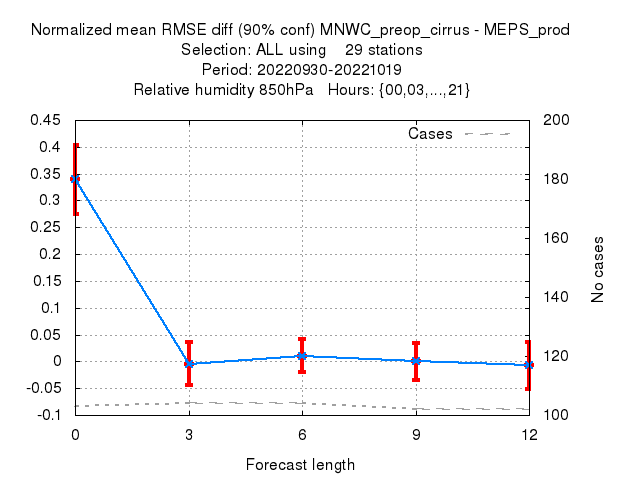 Normalized mean RMSE diff (90% conf) MNWC_preop_cirrus - MEPS_prod
Selection: ALL using 29 stations
Period: 20220930-20221019
Relative humidity 850hPa Hours: {00,03,...,21}
Cases
0.45
0.4
0.35
0.3
0.25
0.2
0.15
0.1
0.05
0
-0.05
-0.1
200
180
160
140
120
100
No cases
0 3 6 9 12
Forecast length